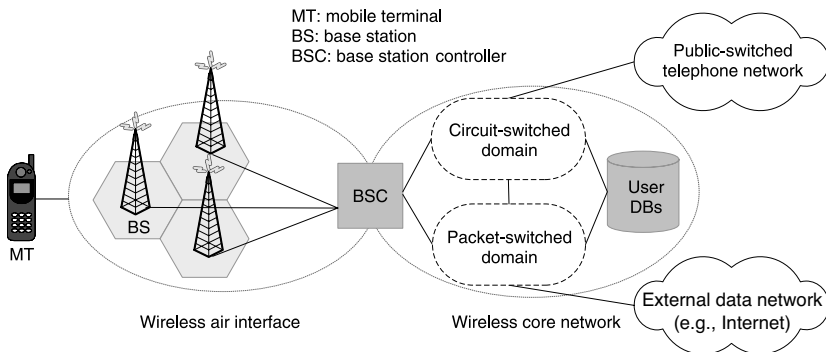 MT: mobile terminal
BS: base station
BSC: base station controller
Public-switched
telephone network
Circuit-switched
domain
BSC
User
DBs
BS
MT
Packet-switched
domain
External data network
(e.g., Internet)
Wireless air interface
Wireless core network